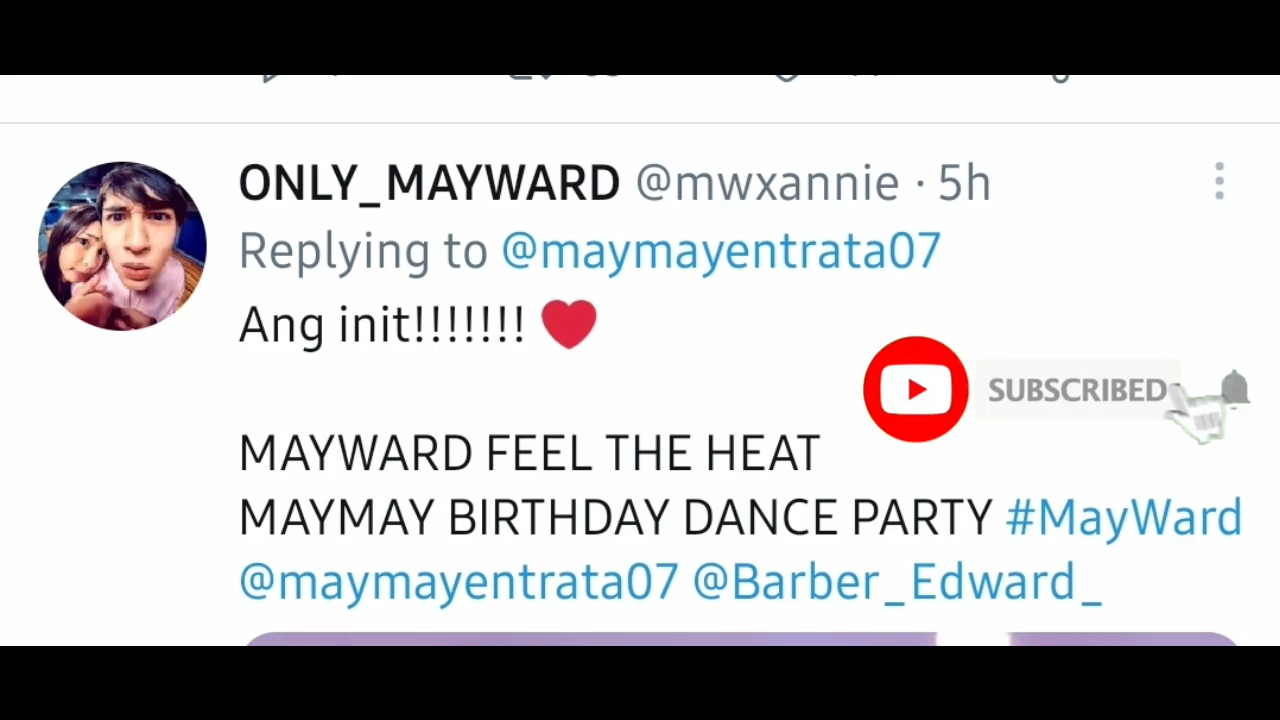 ONLY_MAYWARD @mwxannie · 5h
Replying to @maymayentrata07
Ang init!!!!!!! ❤
SUBSCRIBED
MAYWARD FEEL THE HEAT
MAYMAY BIRTHDAY DANCE PARTY #MayWard
@maymayentrata07 @Barber_Edward_